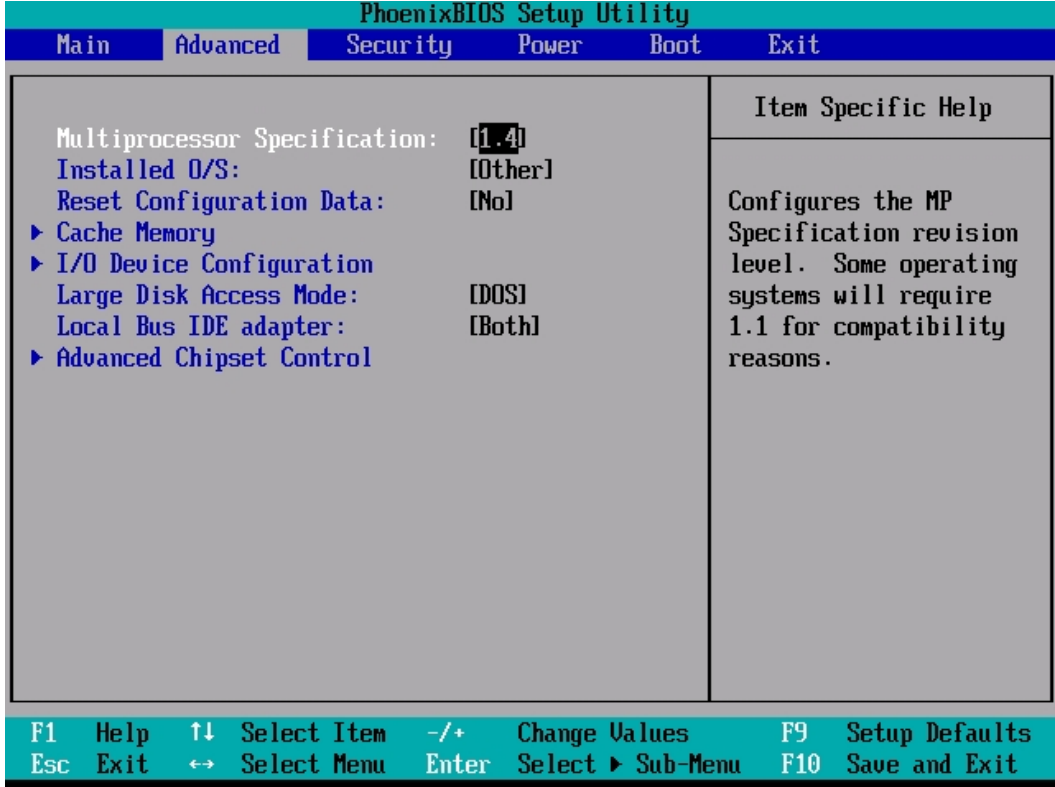 PhoenixBIOS Setup Utility
Main Advanced Security Power Boot Exit
Multiprocessor Specification: [1.4]
Installed O/S: [Other]
Reset Configuration Data: [No]
▶ Cache Memory
▶ I/O Device Configuration
Large Disk Access Mode: [DOS]
Local Bus IDE adapter: [Both]
▶ Advanced Chipset Control
Item Specific Help
Configures the MP
Specification revision
level. Some operating
systems will require
1.1 for compatibility
reasons.
F1 Help ↑↓ Select Item -/+ Change Values F9 Setup Defaults
Esc Exit ↔ Select Menu Enter Select ▶ Sub-Menu F10 Save and Exit